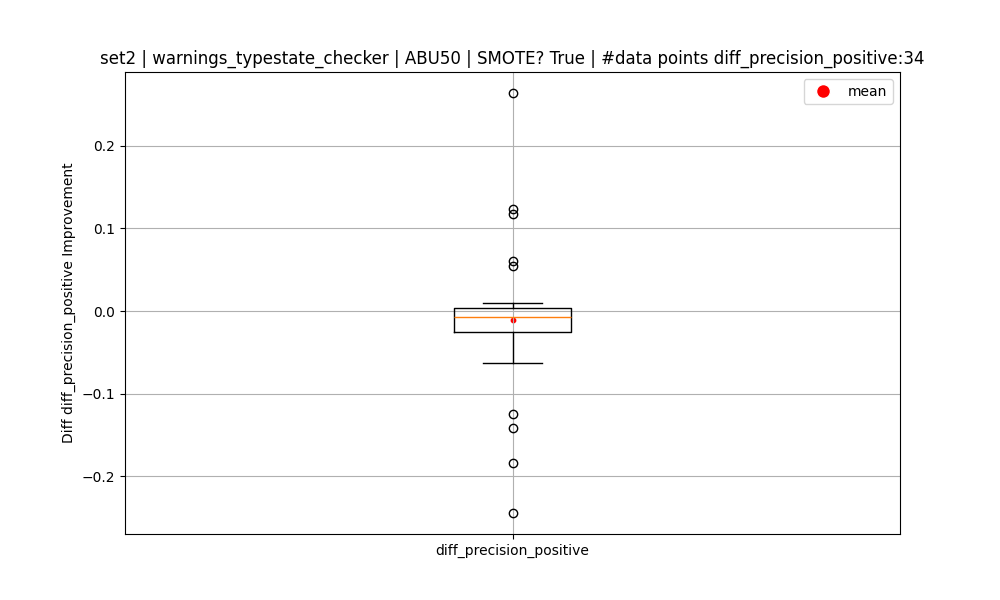 set2 | warnings_typestate_checker | ABU50 | SMOTE? True | #data points diff_precision_positive:34
mean
Diff diff_precision_positive Improvement
0.2
0.1
0.0
−0.1
−0.2
diff_precision_positive